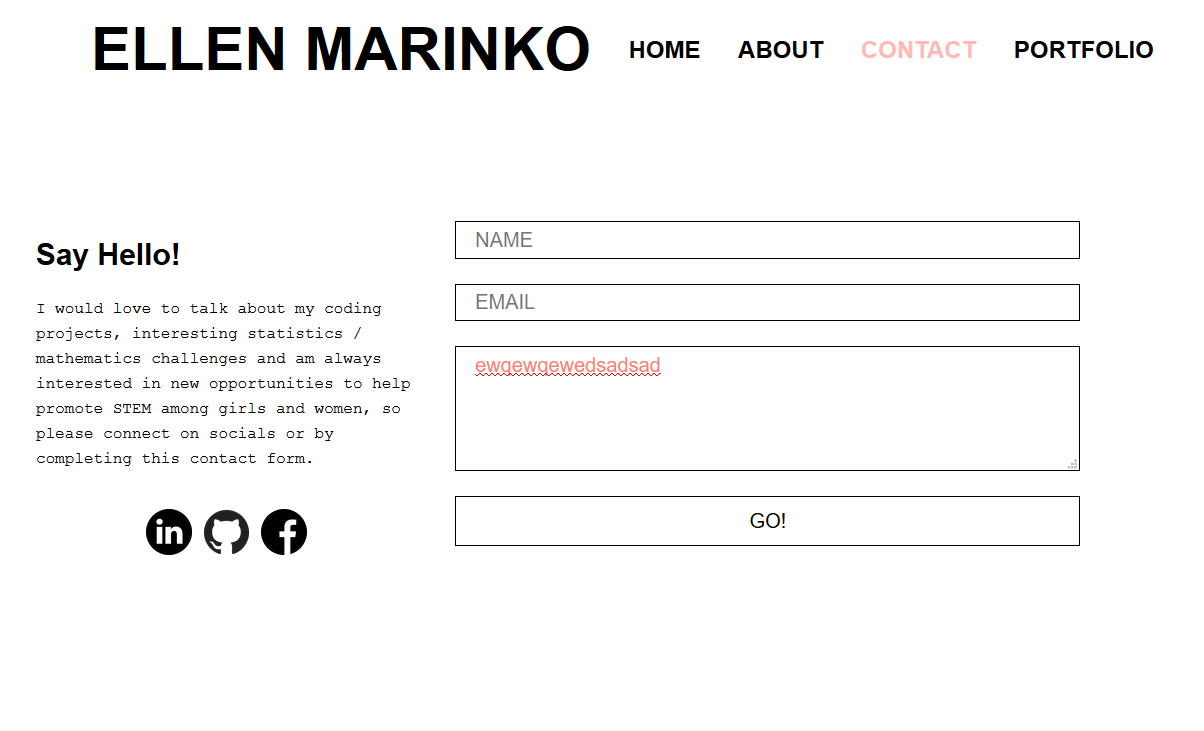 ELLEN MARINKO HOME ABOUT CONTACT PORTFOLIO
Say Hello!
I would love to talk about my coding
projects, interesting statistics /
mathematics challenges and am always
interested in new opportunities to help
promote STEM among girls and women, so
please connect on socials or by
completing this contact form.
in f
NAME
EMAIL
ewgewgewedsadsad
GO!